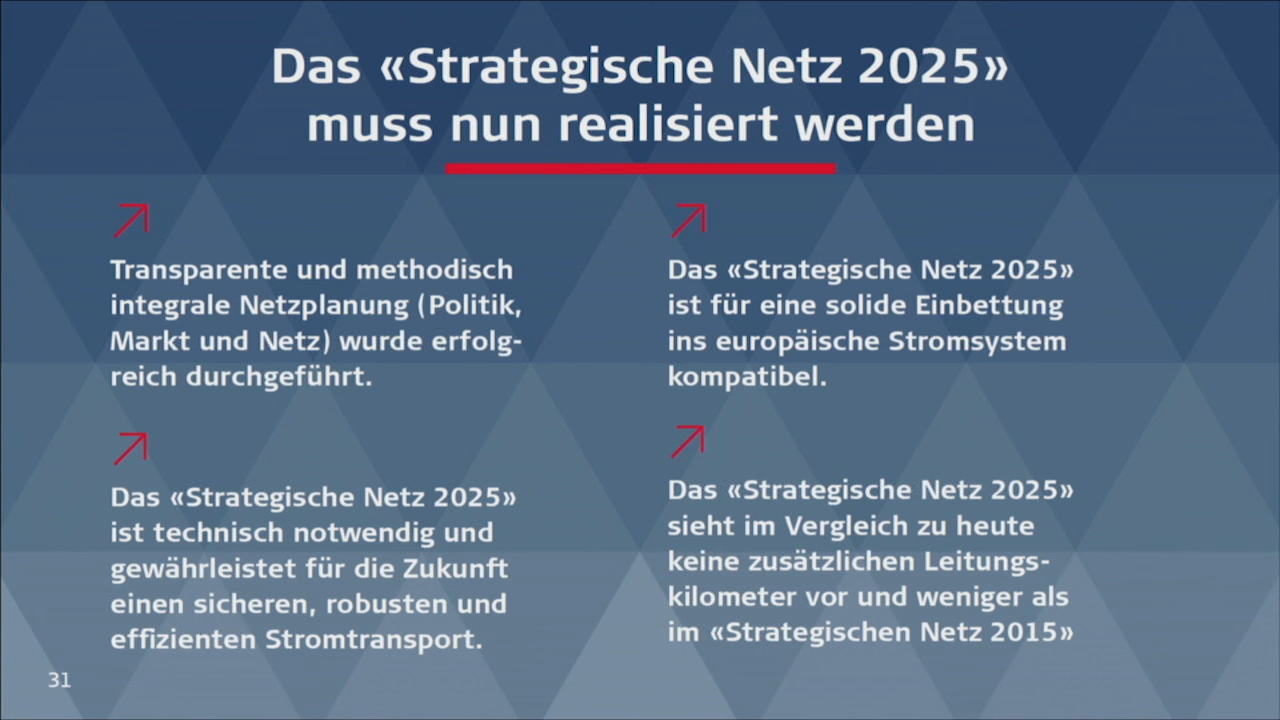 Das «Strategische Netz 2025»
muss nun realisiert werden
Transparente und methodisch
integrale Netzplanung (Politik,
Markt und Netz) wurde erfolg-
reich durchgeführt.
Das «Strategische Netz 2025»
ist technisch notwendig und
gewährleistet für die Zukunft
einen sicheren, robusten und
effizienten Stromtransport.
Das «Strategische Netz 2025»
ist für eine solide Einbettung
ins europäische Stromsystem
kompatibel.
Das «Strategische Netz 2025»
sieht im Vergleich zu heute
keine zusätzlichen Leitungs-
kilometer vor und weniger als
im «Strategischen Netz 2015»
31